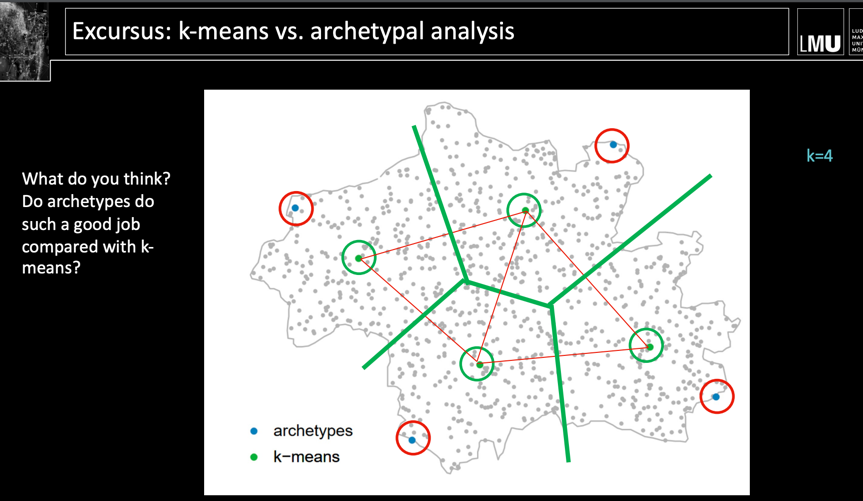 Excursus: k-means vs. archetypal analysis
LMU
k=4
What do you think?
Do archetypes do
such a good job
compared with k-
means?
archetypes
k−means